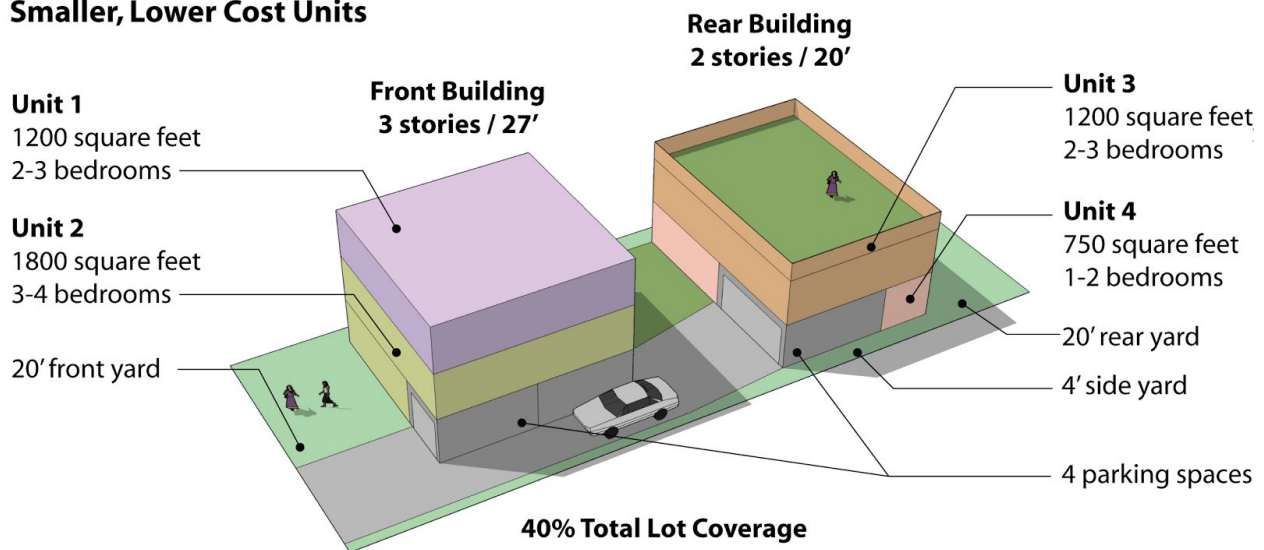 Smaller, Lower Cost Units
Rear Building
2 stories / 20’
Front Building
3 stories / 27’
Unit 1
1200 square feet
2-3 bedrooms
Unit 2
1800 square feet
3-4 bedrooms
20’ front yard
Unit 3
1200 square feet
2-3 bedrooms
Unit 4
750 square feet
1-2 bedrooms
20’ rear yard
4’ side yard
4 parking spaces
40% Total Lot Coverage